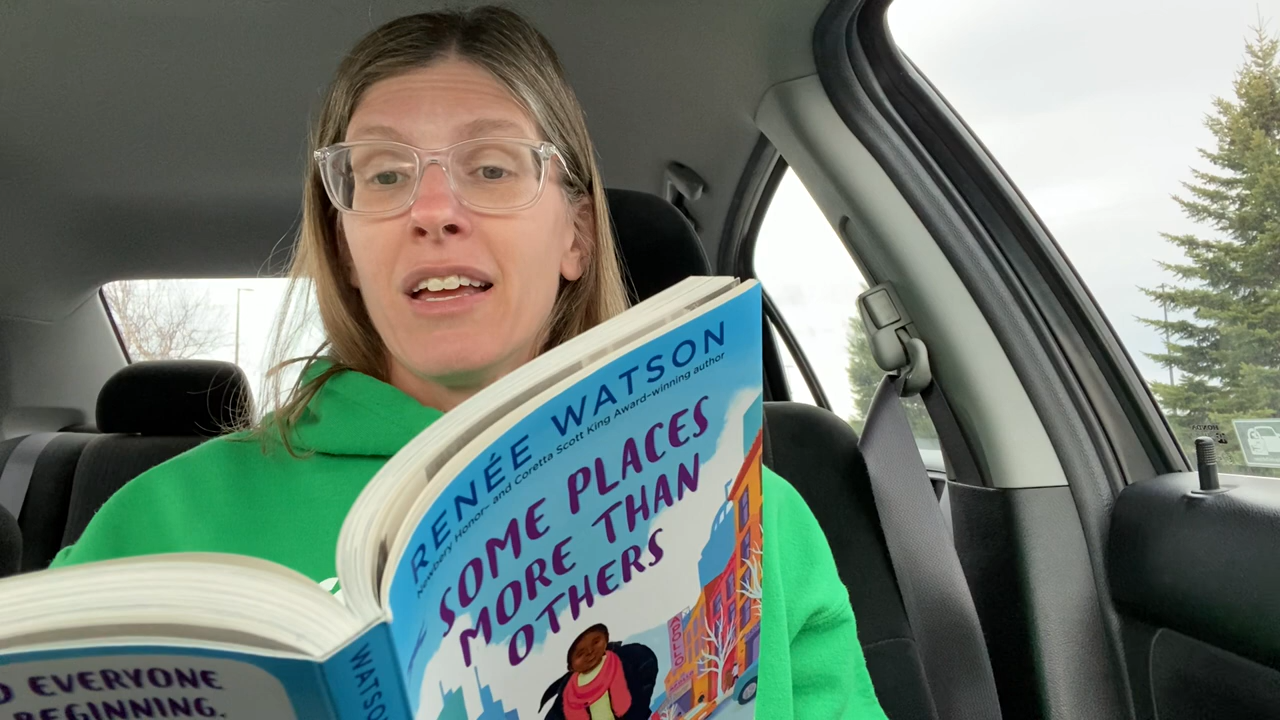 RENÉE WATSON
Newbery Honor– and Coretta Scott King Award–winning author
SOME PLACES
MORE THAN
OTHERS
WATSON
O EVERYONE
BEGINNING.